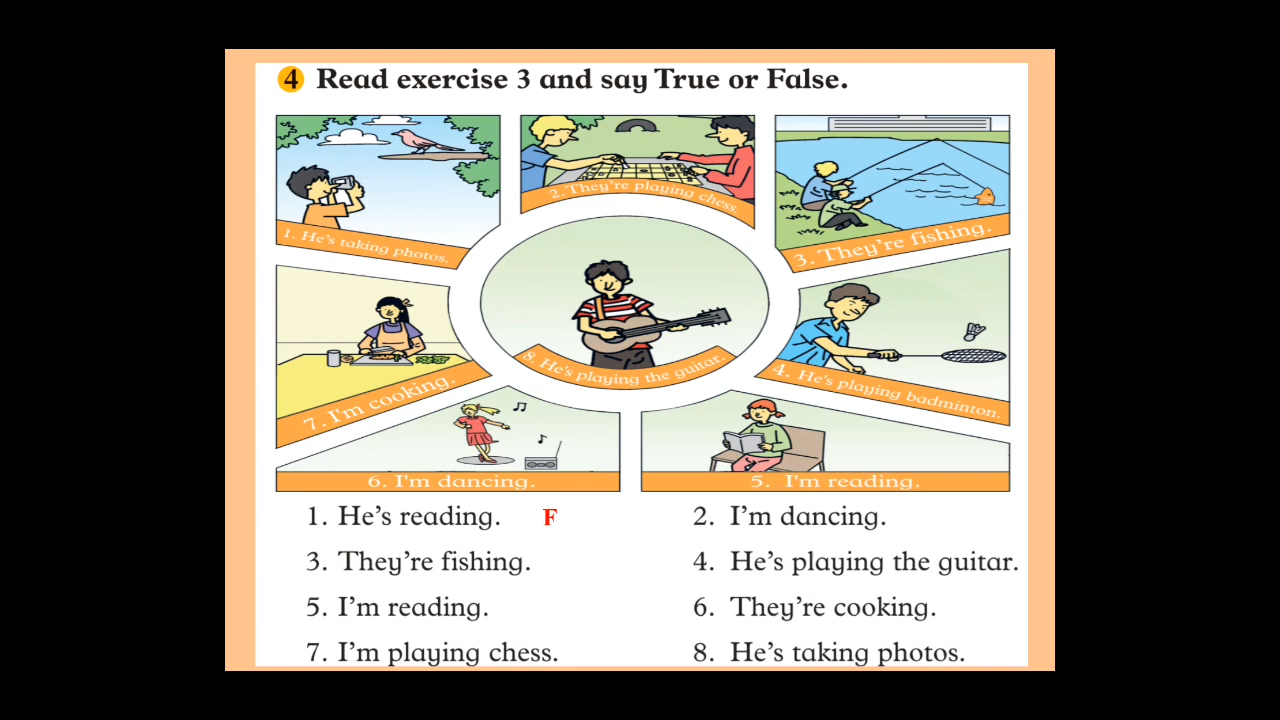 4 Read exercise 3 and say True or False.
1. He's taking photos.
2. They're playing chess.
3. They're fishing.
8. He's playing the guitar.
4. He's playing badminton.
7. I'm cooking.
6. I'm dancing.
5. I'm reading.
1. He's reading. F
2. I'm dancing.
3. They're fishing.
4. He's playing the guitar.
5. I'm reading.
6. They're cooking.
7. I'm playing chess.
8. He's taking photos.